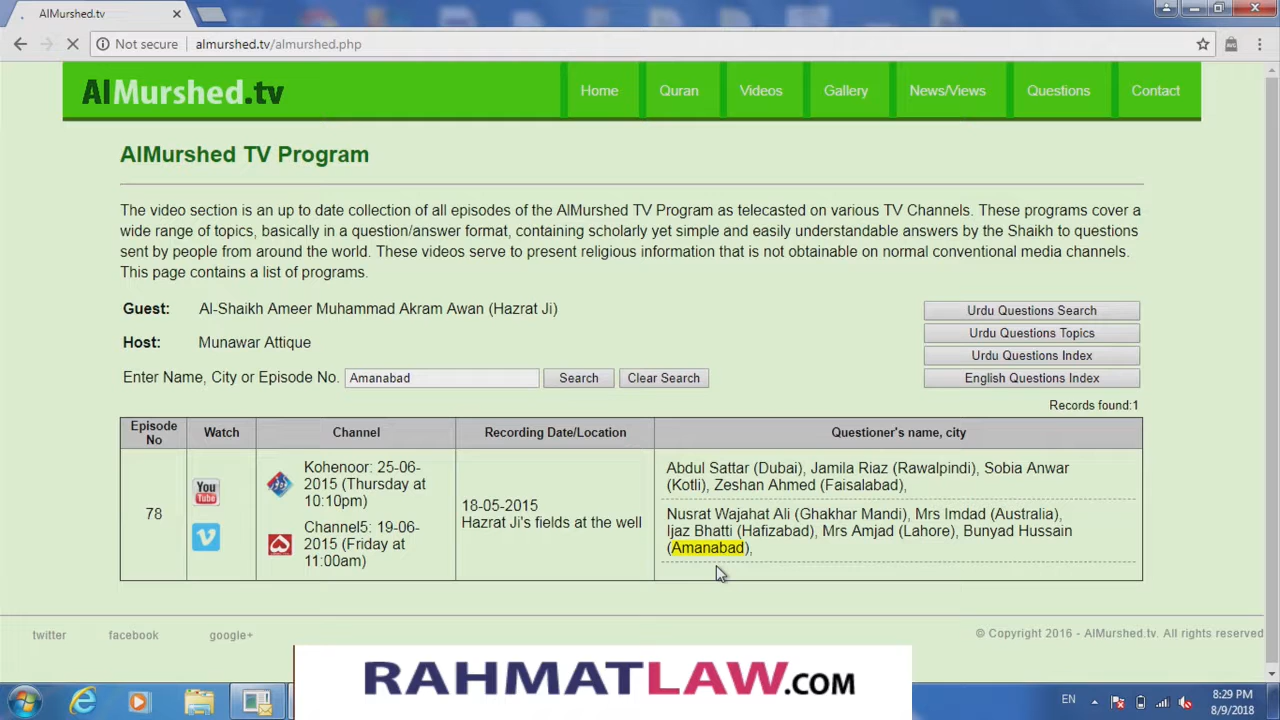 AlMurshed.tv
Not secure
almurshed.tv/almurshed.php
AlMurshed.tv
Home
Quran
Videos
Gallery
News/Views
Questions
Contact
AlMurshed TV Program
The video section is an up to date collection of all episodes of the AlMurshed TV Program as telecasted on various TV Channels. These programs cover a
wide range of topics, basically in a question/answer format, containing scholarly yet simple and easily understandable answers by the Shaikh to questions
sent by people from around the world. These videos serve to present religious information that is not obtainable on normal conventional media channels.
This page contains a list of programs.
Guest: Al-Shaikh Ameer Muhammad Akram Awan (Hazrat Ji)
Host: Munawar Attique
Enter Name, City or Episode No. Amanabad Search Clear Search
Urdu Questions Search
Urdu Questions Topics
Urdu Questions Index
English Questions Index
Records found:1
Episode
No
Watch
Channel
Recording Date/Location
Questioner's name, city
78
You
Tube
Kohenoor: 25-06-
2015 (Thursday at
10:10pm)
Channel5: 19-06-
2015 (Friday at
11:00am)
18-05-2015
Hazrat Ji's fields at the well
Abdul Sattar (Dubai), Jamila Riaz (Rawalpindi), Sobia Anwar
(Kotli), Zeshan Ahmed (Faisalabad),
Nusrat Wajahat Ali (Ghakhar Mandi), Mrs Imdad (Australia),
Ijaz Bhatti (Hafizabad), Mrs Amjad (Lahore), Bunyad Hussain
(Amanabad),
twitter
facebook
google+
© Copyright 2016 - AlMurshed.tv. All rights reserved
RAHMATLAW.COM
EN
8:29 PM
8/9/2018